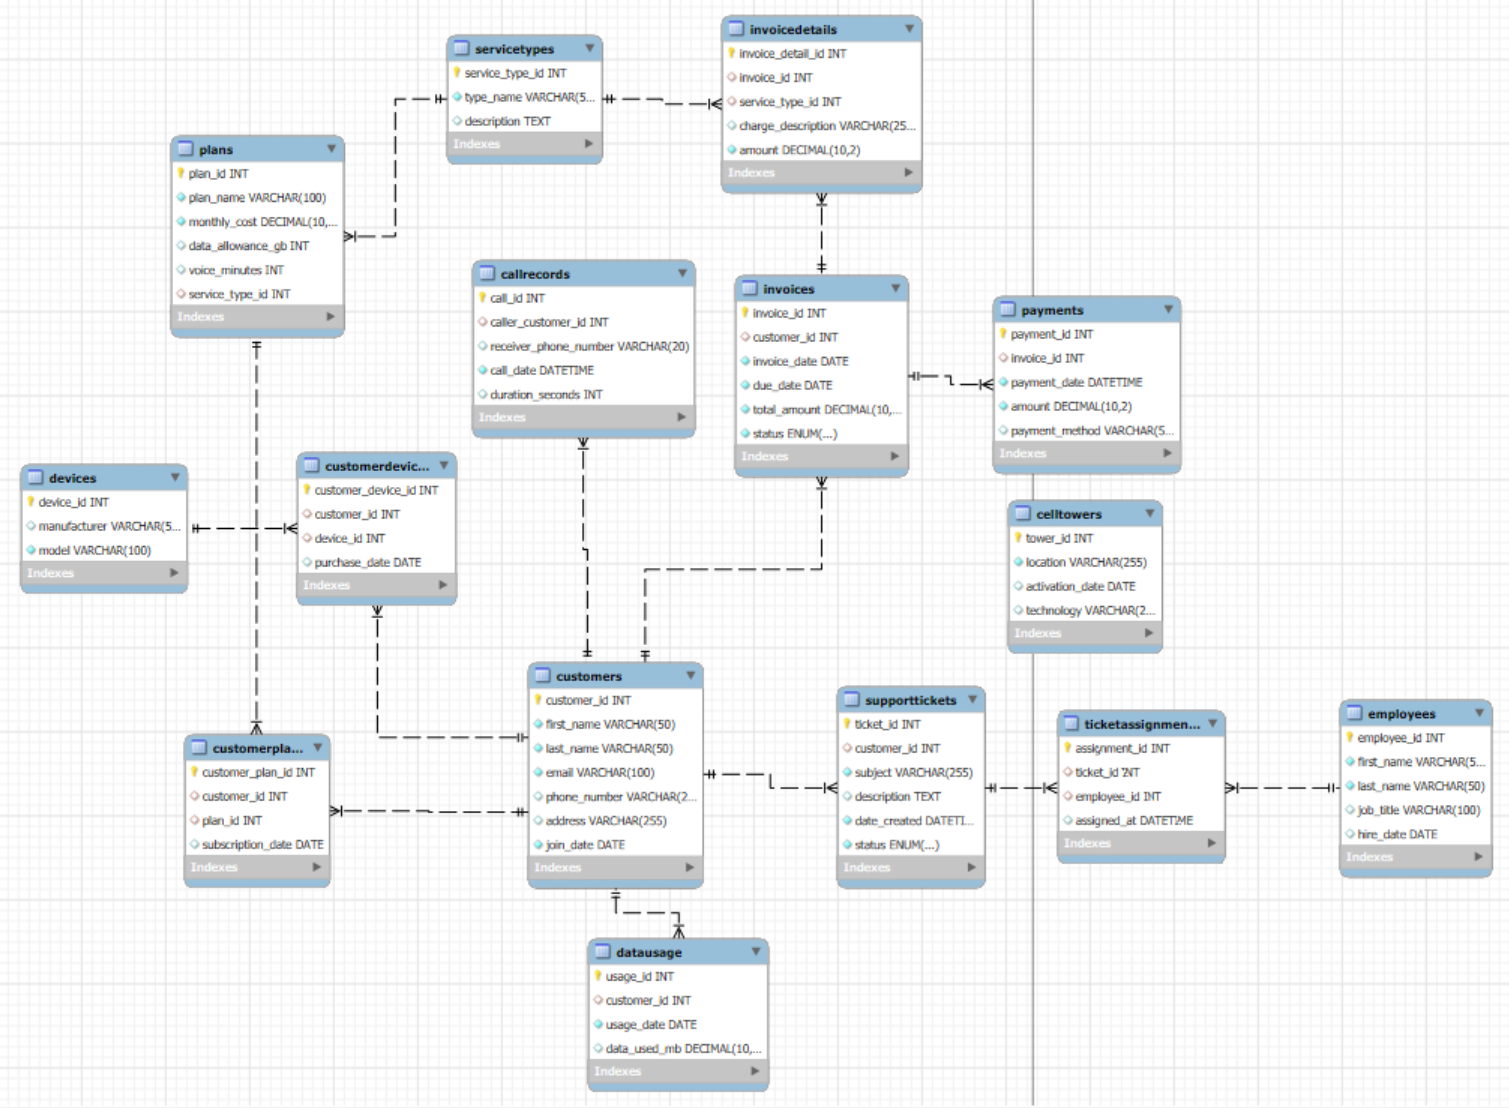 servicetypes
service_type_id INT
type_name VARCHAR(5...
description TEXT
Indexes
invoicedetails
invoice_detail_id INT
invoice_id INT
service_type_id INT
charge_description VARCHAR(25...
amount DECIMAL(10,2)
Indexes
plans
plan_id INT
plan_name VARCHAR(100)
monthly_cost DECIMAL(10,...
data_allowance_gb INT
voice_minutes INT
service_type_id INT
Indexes
callrecords
call_id INT
caller_customer_id INT
receiver_phone_number VARCHAR(20)
call_date DATETIME
duration_seconds INT
Indexes
invoices
invoice_id INT
customer_id INT
invoice_date DATE
due_date DATE
total_amount DECIMAL(10,...
status ENUM(...)
Indexes
payments
payment_id INT
invoice_id INT
payment_date DATETIME
amount DECIMAL(10,2)
payment_method VARCHAR(5...
Indexes
devices
device_id INT
manufacturer VARCHAR(5...
model VARCHAR(100)
Indexes
customerdevic...
customer_device_id INT
customer_id INT
device_id INT
purchase_date DATE
Indexes
celltowers
tower_id INT
location VARCHAR(255)
activation_date DATE
technology VARCHAR(2...
Indexes
customerpla...
customer_plan_id INT
customer_id INT
plan_id INT
subscription_date DATE
Indexes
customers
customer_id INT
first_name VARCHAR(50)
last_name VARCHAR(50)
email VARCHAR(100)
phone_number VARCHAR(2...
address VARCHAR(255)
join_date DATE
Indexes
supporttickets
ticket_id INT
customer_id INT
subject VARCHAR(255)
description TEXT
date_created DATETI...
status ENUM(...)
Indexes
ticketassignmen...
assignment_id INT
ticket_id INT
employee_id INT
assigned_at DATETIME
Indexes
employees
employee_id INT
first_name VARCHAR(5...
last_name VARCHAR(50)
job_title VARCHAR(100)
hire_date DATE
Indexes
datausage
usage_id INT
customer_id INT
usage_date DATE
data_used_mb DECIMAL(10,...
Indexes